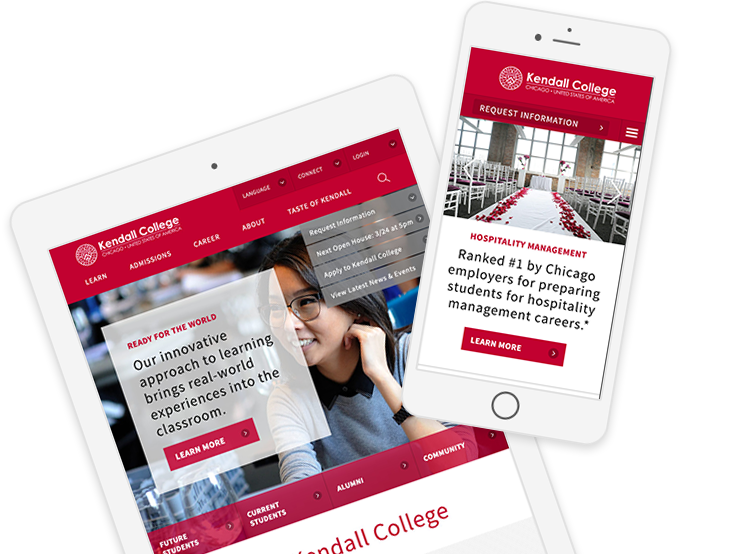 LANGUAGE
CONNECT
LOGIN
Kendall College
CHICAGO • UNITED STATES OF AMERICA
LEARN
ADMISSIONS
CAREER
ABOUT
TASTE OF KENDALL
Request Information
Next Open House: 3/24 at 5pm
Apply to Kendall College
View Latest News & Events
READY FOR THE WORLD
Our innovative
approach to learning
brings real-world
experiences into the
classroom.
LEARN MORE
FUTURE
STUDENTS
CURRENT
STUDENTS
ALUMNI
COMMUNITY
Kendall College
Kendall College
CHICAGO • UNITED STATES OF AMERICA
REQUEST INFORMATION
HOSPITALITY MANAGEMENT
Ranked #1 by Chicago
employers for preparing
students for hospitality
management careers.*
LEARN MORE